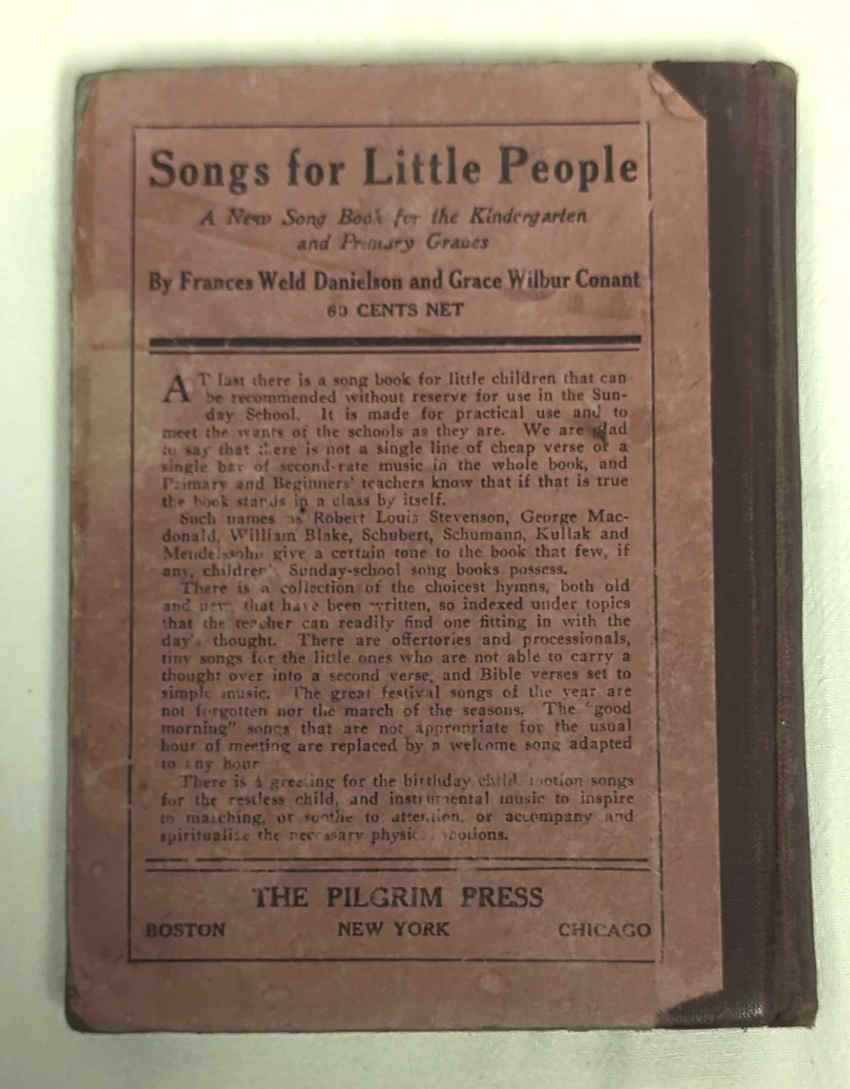 Songs for Little People
A New Song Book for the Kindergarten
and Primary Grades
By Frances Weld Danielson and Grace Wilbur Conant
60 CENTS NET
AT last there is a song book for little children that can
be recommended without reserve for use in the Sun-
day School. It is made for practical use and to
meet the wants of the schools as they are. We are glad
to say that there is not a single line of cheap verse or a
single bar of second-rate music in the whole book, and
Primary and Beginners' teachers know that if that is true
the book stands in a class by itself.
Such names as Robert Louis Stevenson, George Mac-
donald, William Blake, Schubert, Schumann, Kullak and
Mendelssohn give a certain tone to the book that few, if
any, children's Sunday-school song books possess.
There is a collection of the choicest hymns, both old
and new, that have been written, so indexed under topics
that the teacher can readily find one fitting in with the
day's thought. There are offertories and processionals,
tiny songs for the little ones who are not able to carry a
thought over into a second verse, and Bible verses set to
simple music. The great festival songs of the year are
not forgotten nor the march of the seasons. The "good
morning" songs that are not appropriate for the usual
hour of meeting are replaced by a welcome song adapted
to any hour
There is a greeting for the birthday child, motion songs
for the restless child, and instrumental music to inspire
to marching, or soothe to attention, or accompany and
spiritualize the necessary physical motions.
THE PILGRIM PRESS
BOSTON NEW YORK CHICAGO